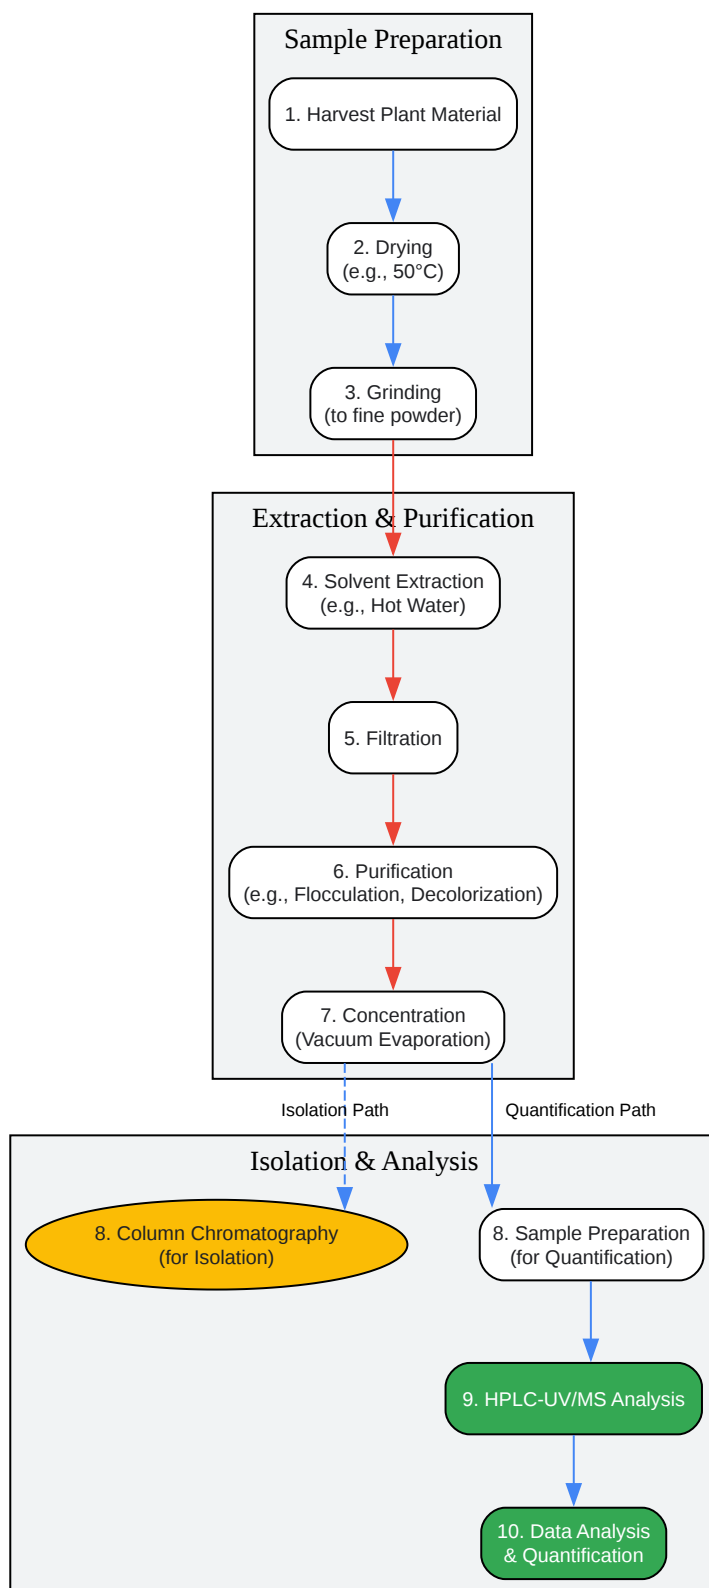 Sample Preparation
1. Harvest Plant Material
2. Drying
(e.g., 50°C)
3. Grinding
(to fine powder)
Extraction & Purification
4. Solvent Extraction
(e.g., Hot Water)
5. Filtration
6. Purification
(e.g., Flocculation, Decolorization)
7. Concentration
(Vacuum Evaporation)
Isolation Path
Quantification Path
Isolation & Analysis
8. Column Chromatography
(for Isolation)
8. Sample Preparation
(for Quantification)
9. HPLC-UV/MS Analysis
10. Data Analysis
& Quantification